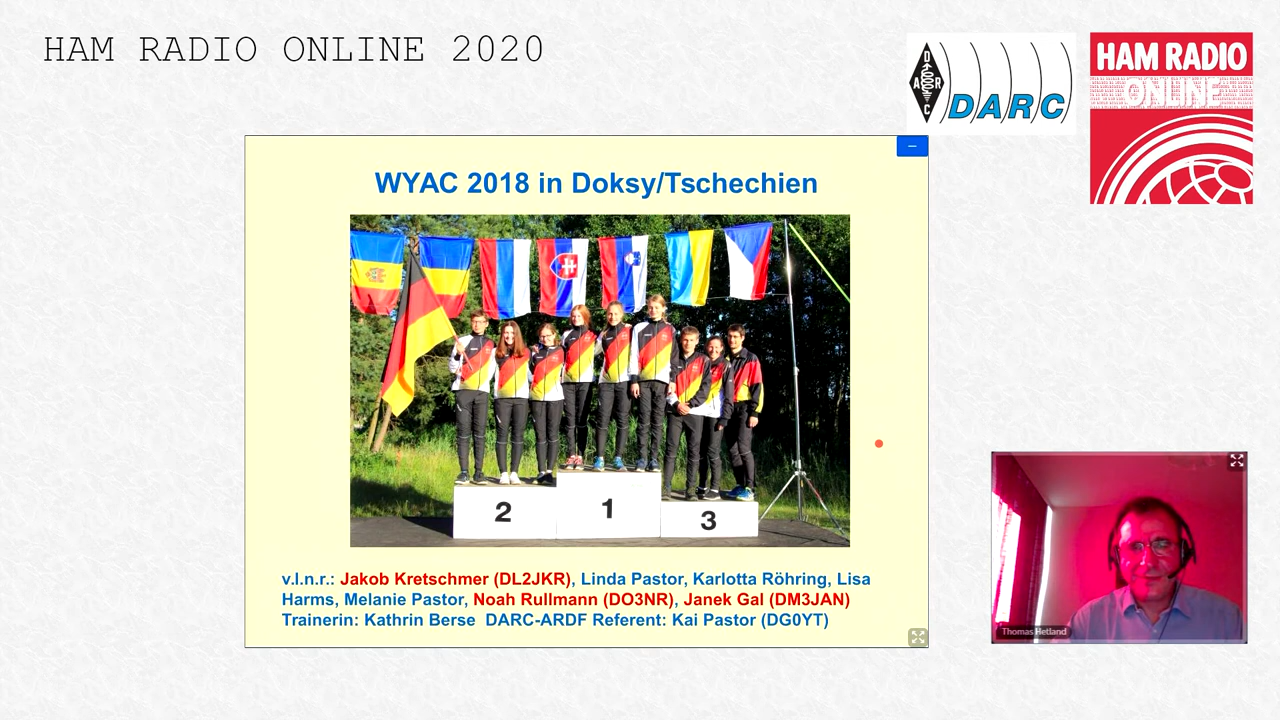 HAM RADIO ONLINE 2020
DARC
DARC
HAM RADIO
ONLINE
WYAC 2018 in Doksy/Tschechien
2
1
3
v.l.n.r.: Jakob Kretschmer (DL2JKR), Linda Pastor, Karlotta Röhring, Lisa
Harms, Melanie Pastor, Noah Rullmann (DO3NR), Janek Gal (DM3JAN)
Trainerin: Kathrin Berse  DARC-ARDF Referent: Kai Pastor (DG0YT)
Thomas Hetland